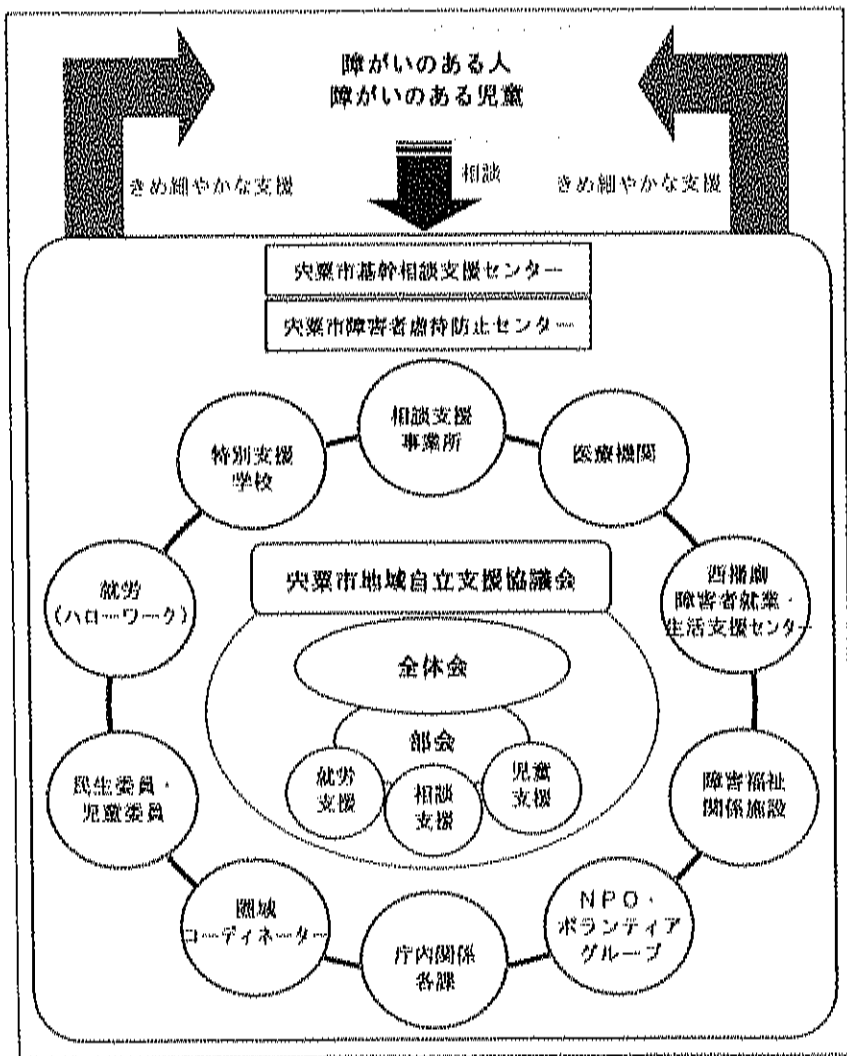 障がいのある人
障がいのある児童
きめ細やかな支援
相談
きめ細やかな支援
宍粟市基幹相談支援センター
宍粟市障害者虐待防止センター
相談支援
事業所
特別支援
学校
医療機関
就労
(ハローワーク)
宍粟市地域自立支援協議会
西播磨
障害者就業・
生活支援センター
全体会
部会
就労
支援
相談
支援
児童
支援
民生委員・
児童委員
障害福祉
関係施設
圏域
コーディネーター
庁内関係
各課
NPO・
ボランティア
グループ